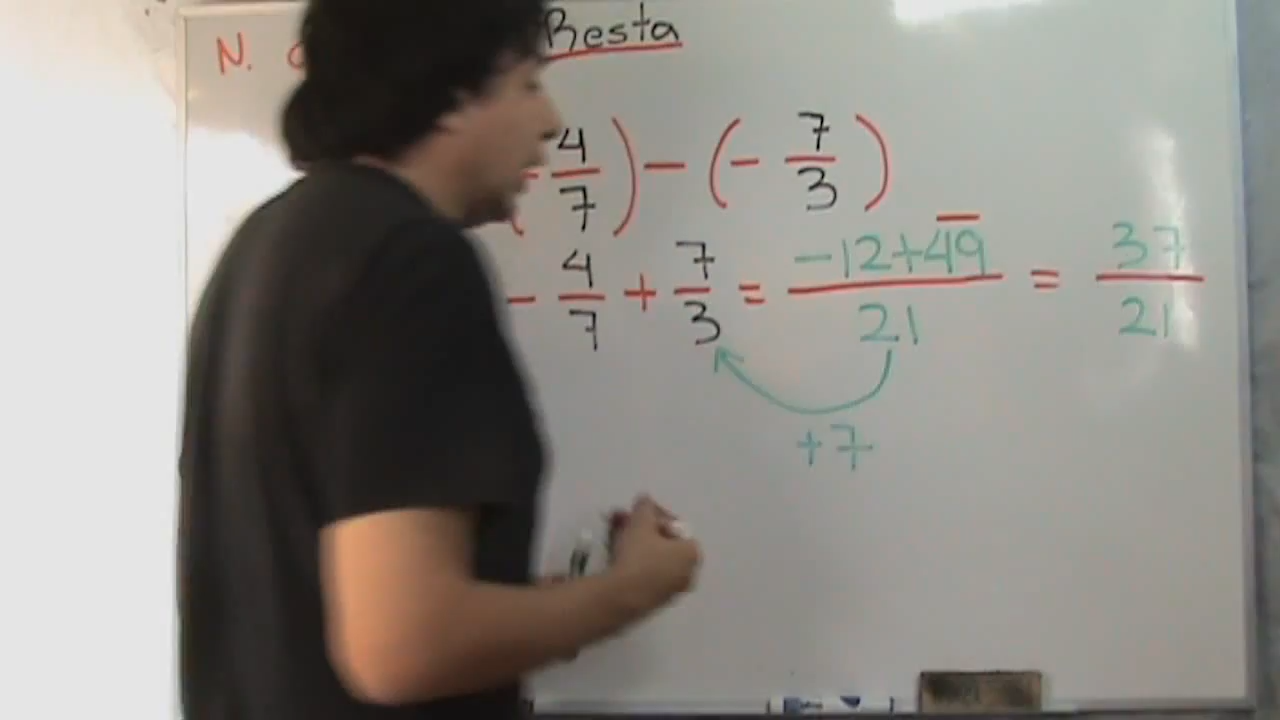 N. Resta
- 4/7) - (- 7/3)
- 4/7 + 7/3 = -12+49/21 = 37/21
+7